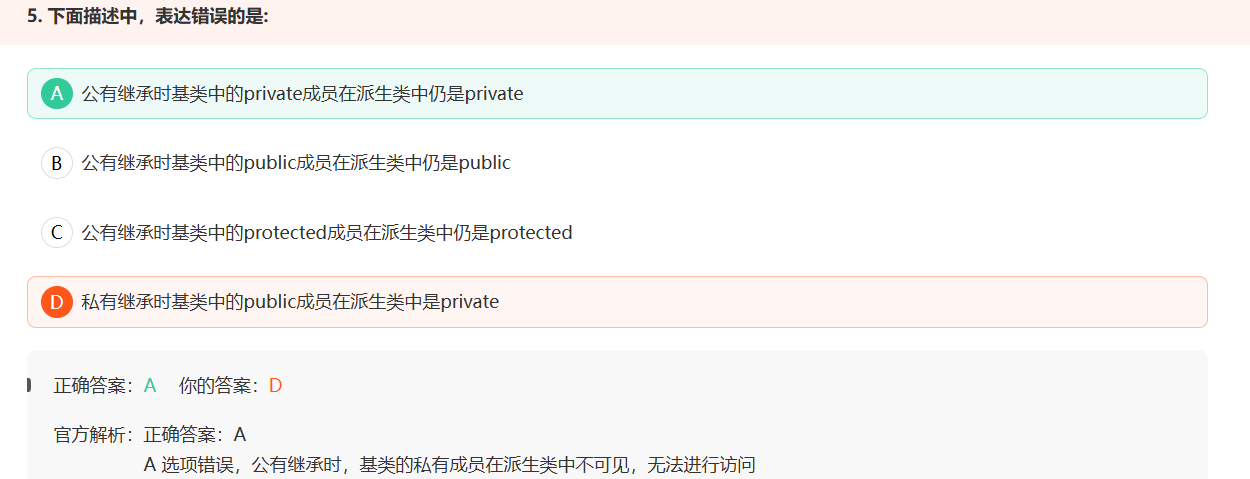 5. 下面描述中，表达错误的是:
A 公有继承时基类中的private成员在派生类中仍是private
B 公有继承时基类中的public成员在派生类中仍是public
C 公有继承时基类中的protected成员在派生类中仍是protected
D 私有继承时基类中的public成员在派生类中是private
正确答案：A 你的答案：D
官方解析：正确答案：A
A 选项错误，公有继承时，基类的私有成员在派生类中不可见，无法进行访问